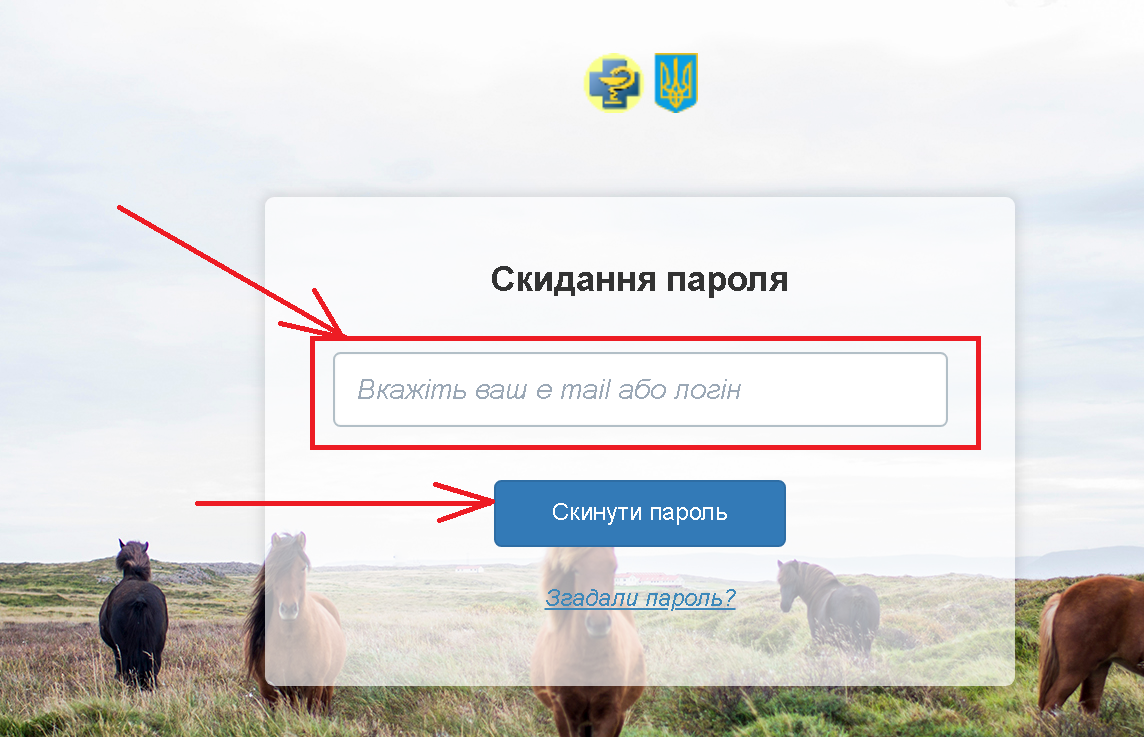 Скидання пароля
Вкажіть ваш e mail або логін
Скинути пароль
Згадали пароль?